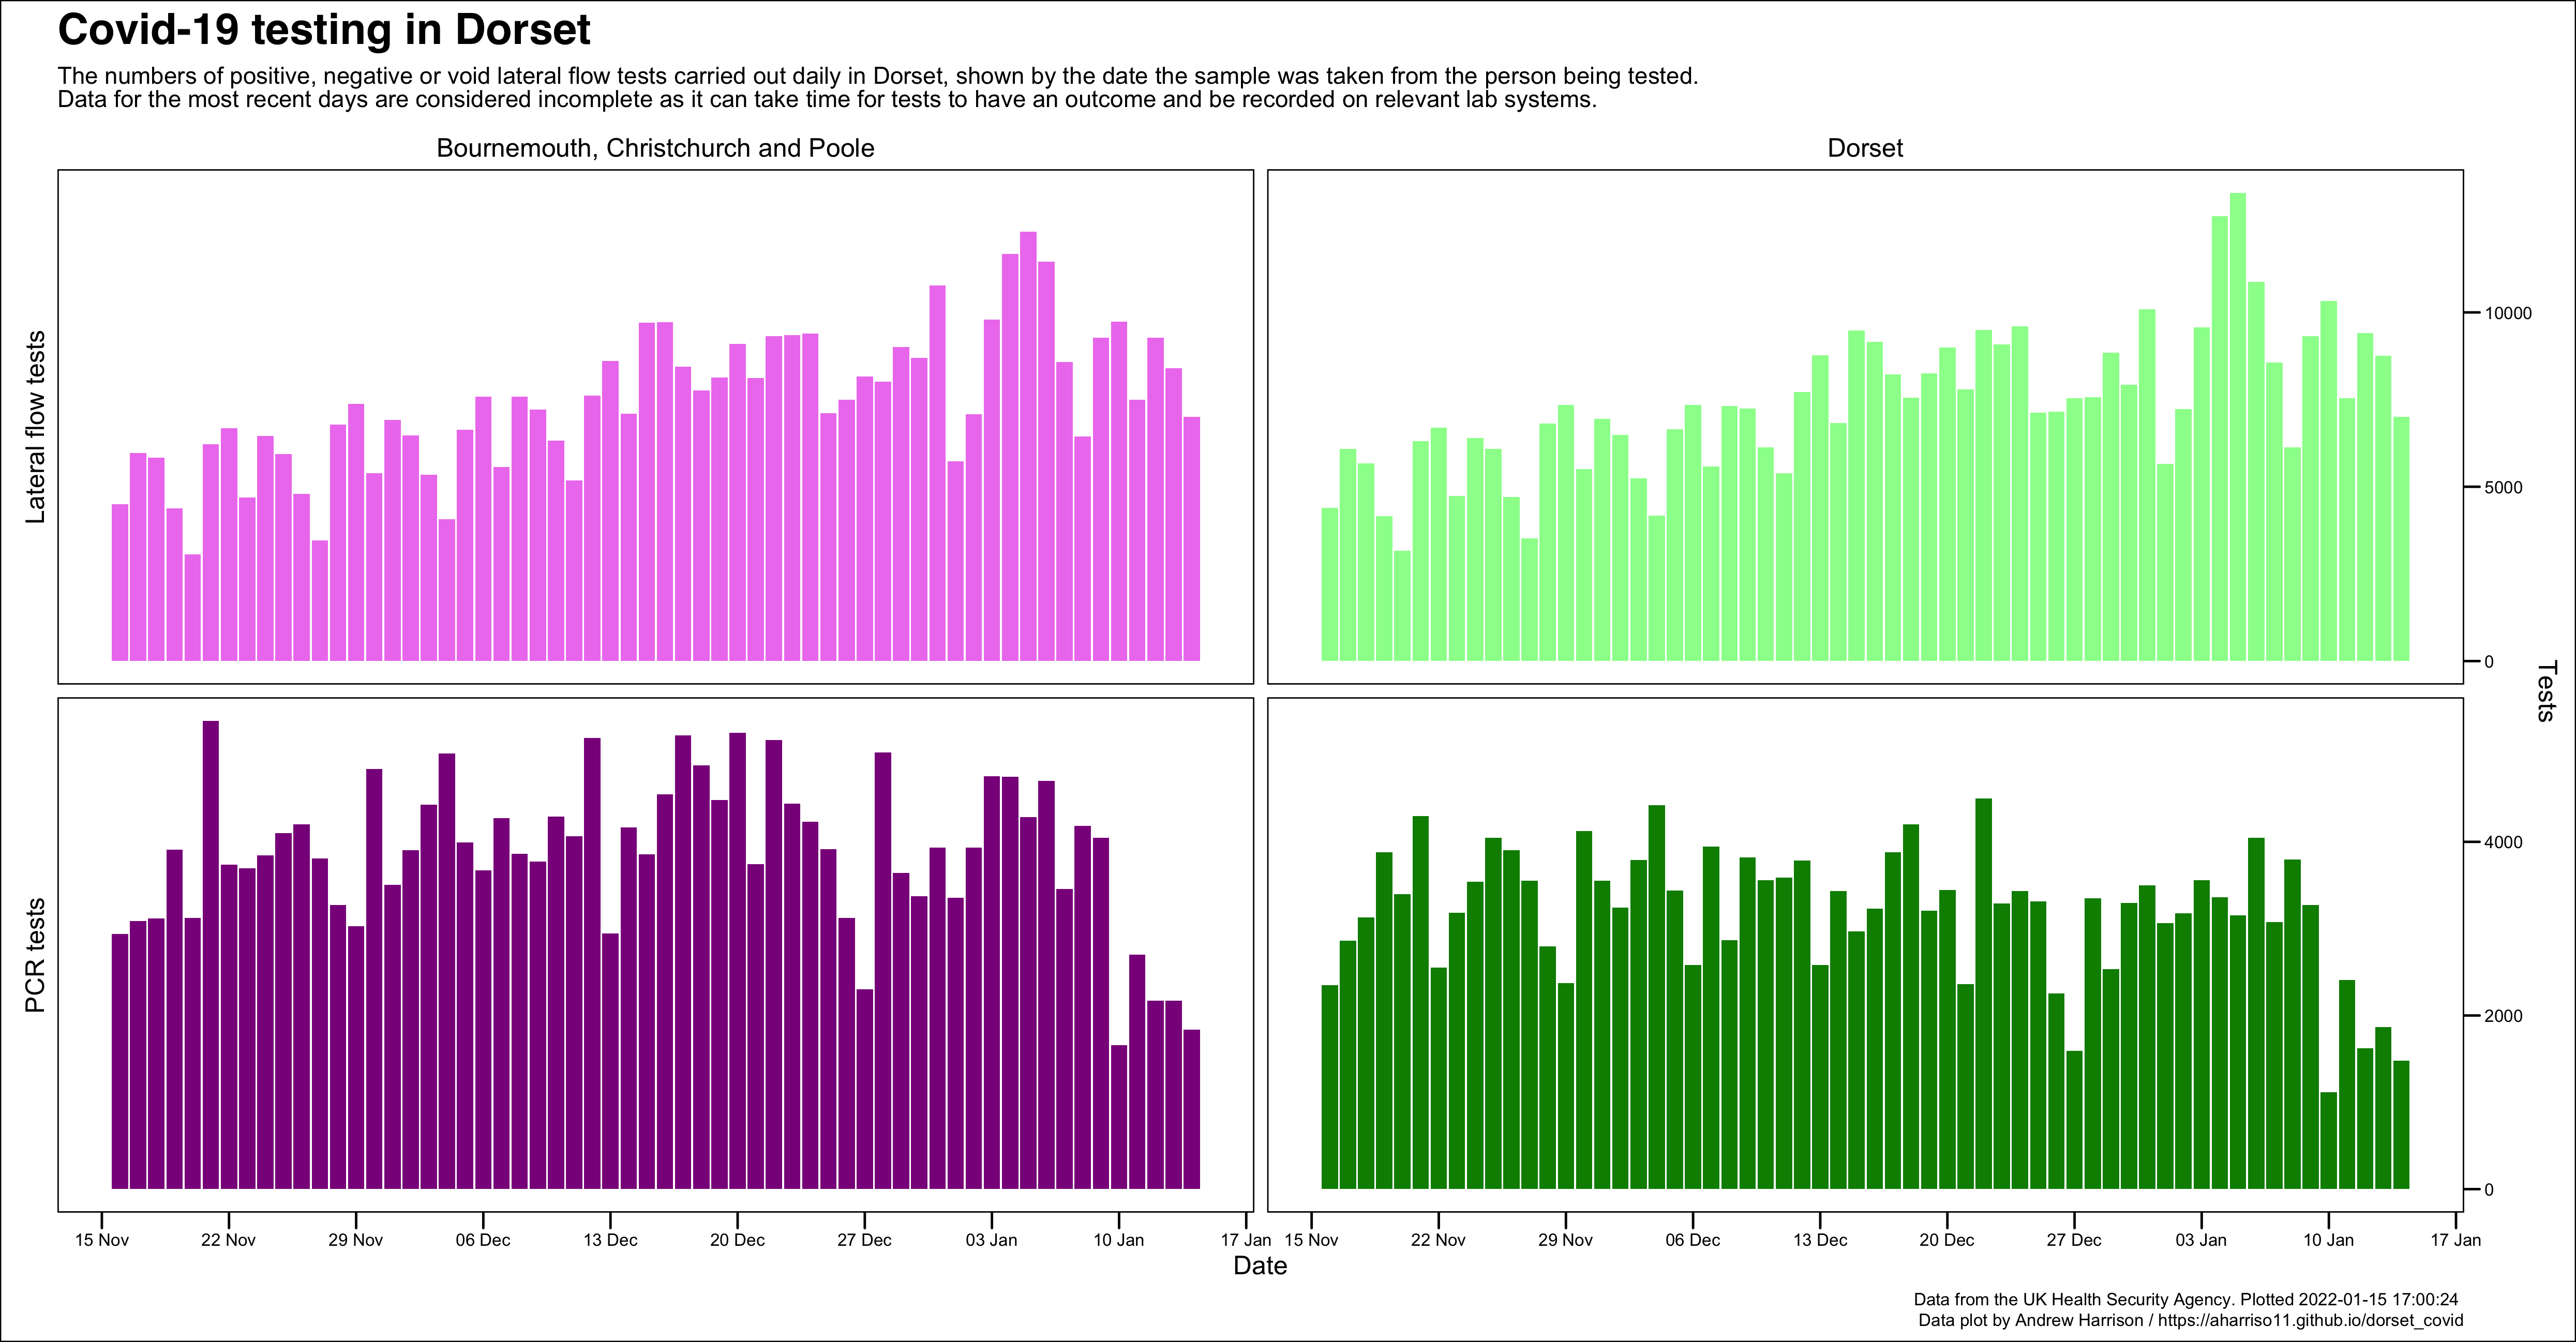 Covid-19 testing in Dorset
The numbers of positive, negative or void lateral flow tests carried out daily in Dorset, shown by the date the sample was taken from the person being tested.
Data for the most recent days are considered incomplete as it can take time for tests to have an outcome and be recorded on relevant lab systems.
Bournemouth, Christchurch and Poole
Dorset
Lateral flow tests
10000
5000
0
Tests
PCR tests
4000
2000
0
15 Nov 22 Nov 29 Nov 06 Dec 13 Dec 20 Dec 27 Dec 03 Jan 10 Jan 17 Jan
15 Nov 22 Nov 29 Nov 06 Dec 13 Dec 20 Dec 27 Dec 03 Jan 10 Jan 17 Jan
Date
Data from the UK Health Security Agency. Plotted 2022-01-15 17:00:24
Data plot by Andrew Harrison / https://aharriso11.github.io/dorset_covid